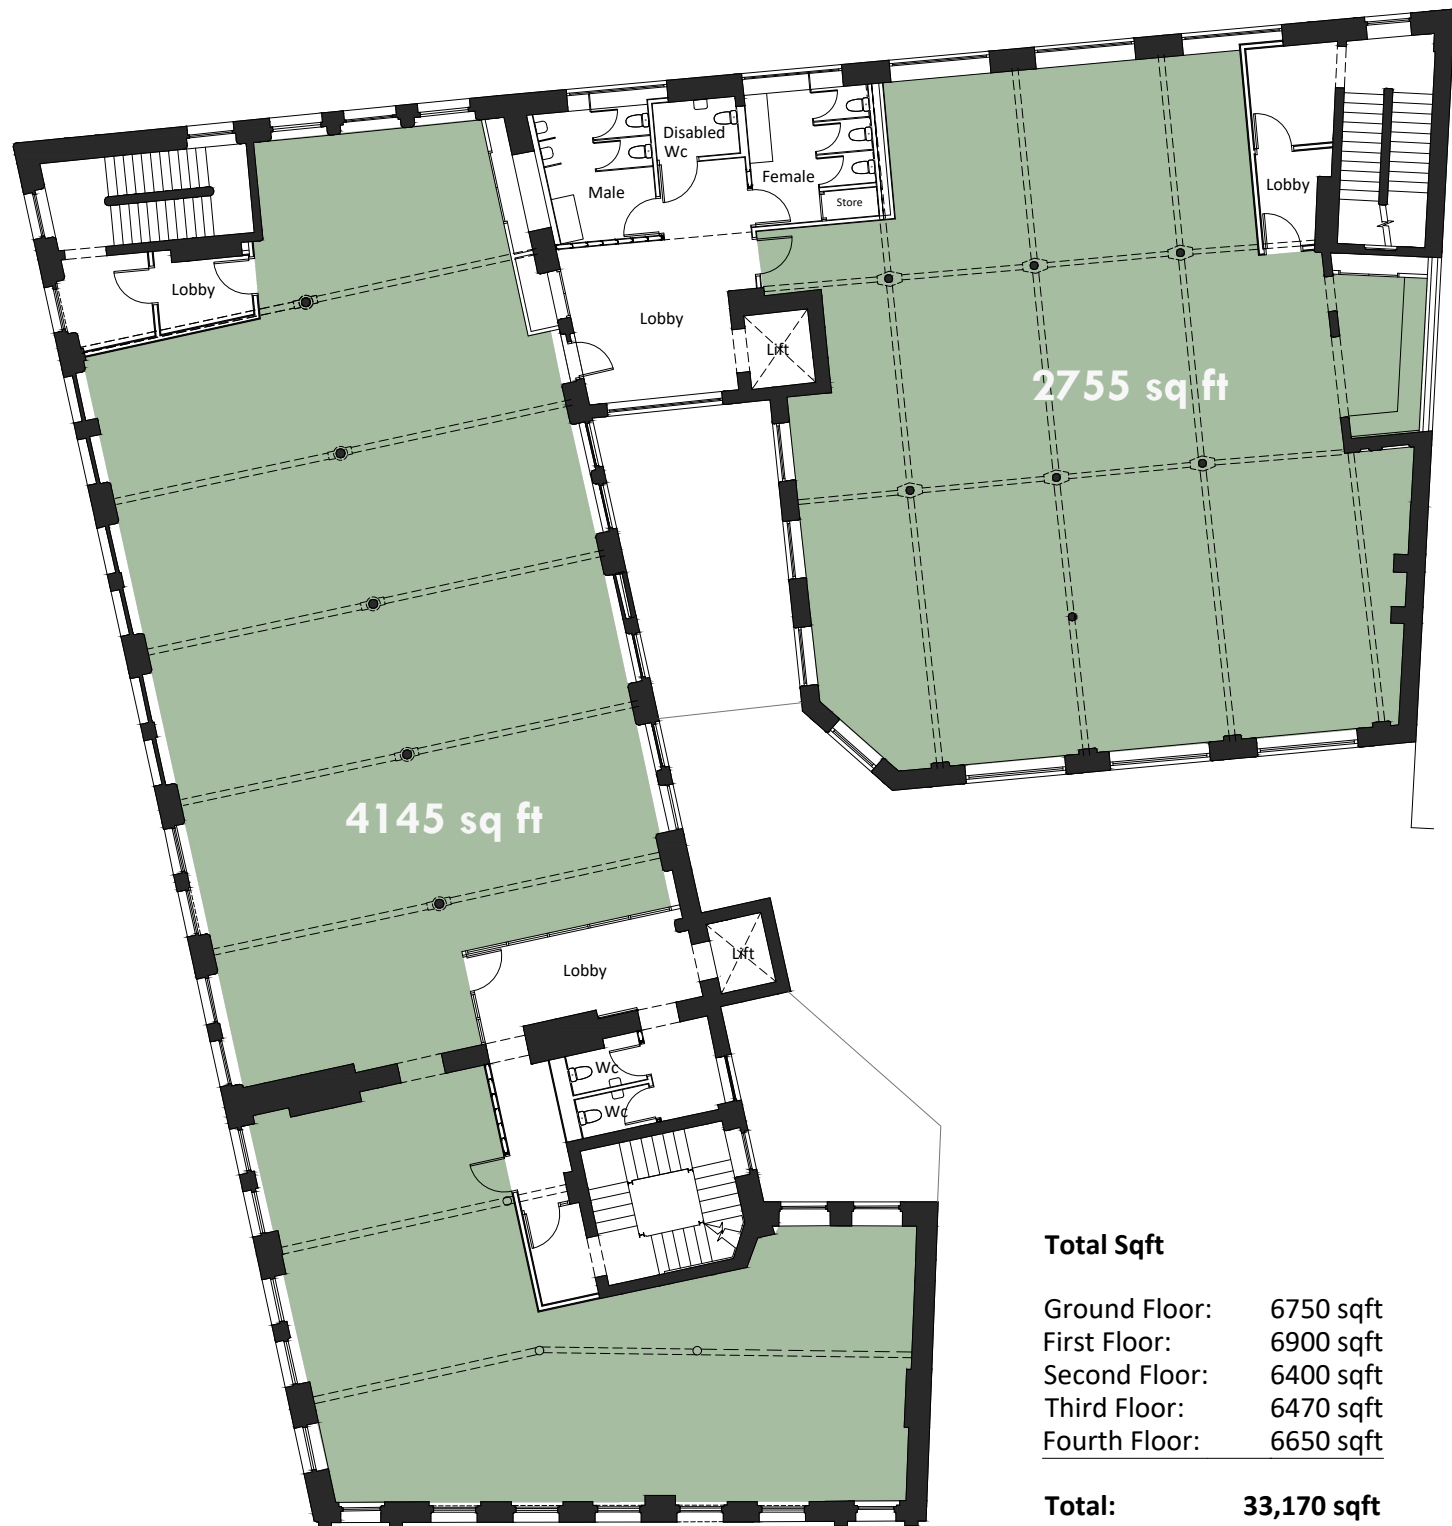 Disabled
Wc
Male
Female
Store
Lobby
Lobby
Lobby
Lift
2755 sq ft
4145 sq ft
Lobby
Lift
Wc
Wc
Total Sqft
Ground Floor: 6750 sqft
First Floor: 6900 sqft
Second Floor: 6400 sqft
Third Floor: 6470 sqft
Fourth Floor: 6650 sqft
Total: 33,170 sqft